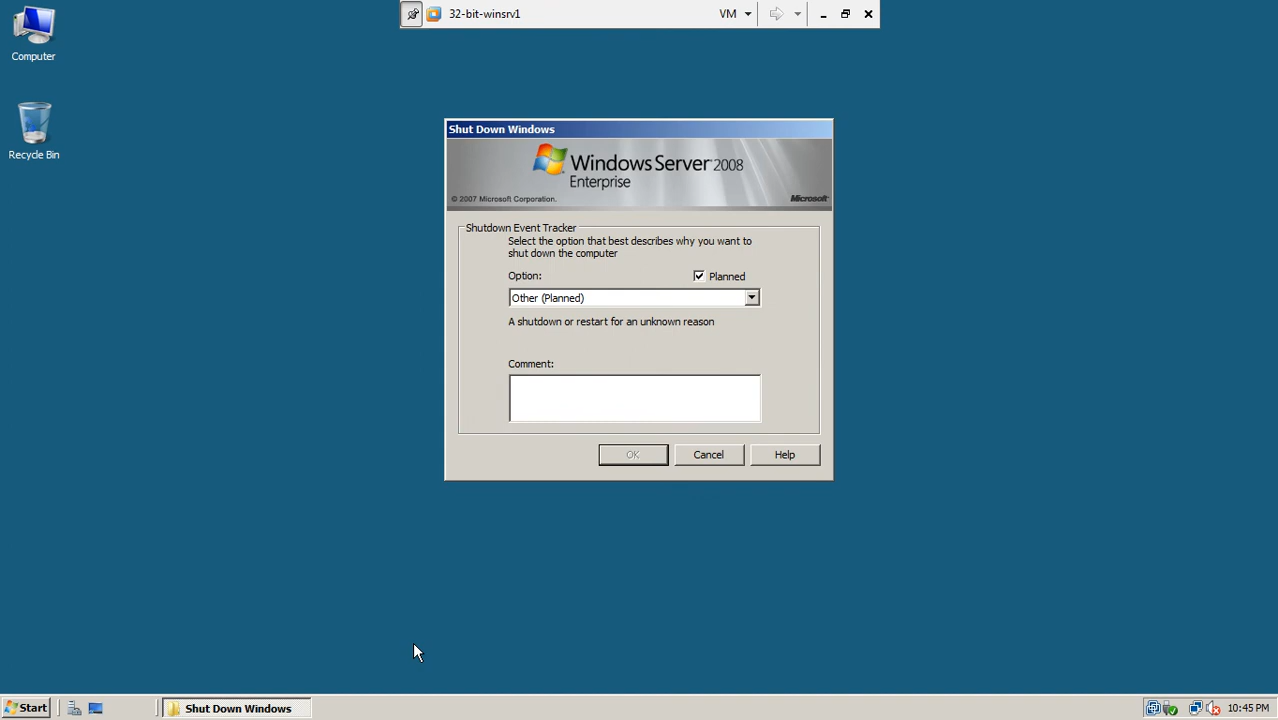 32-bit-winsrv1
VM
Computer
Recycle Bin
Shut Down Windows
Windows Server 2008
Enterprise
© 2007 Microsoft Corporation.
Microsoft
Shutdown Event Tracker
Select the option that best describes why you want to
shut down the computer
Option:
Planned
Other (Planned)
A shutdown or restart for an unknown reason
Comment:
OK
Cancel
Help
Start
Shut Down Windows
10:45 PM